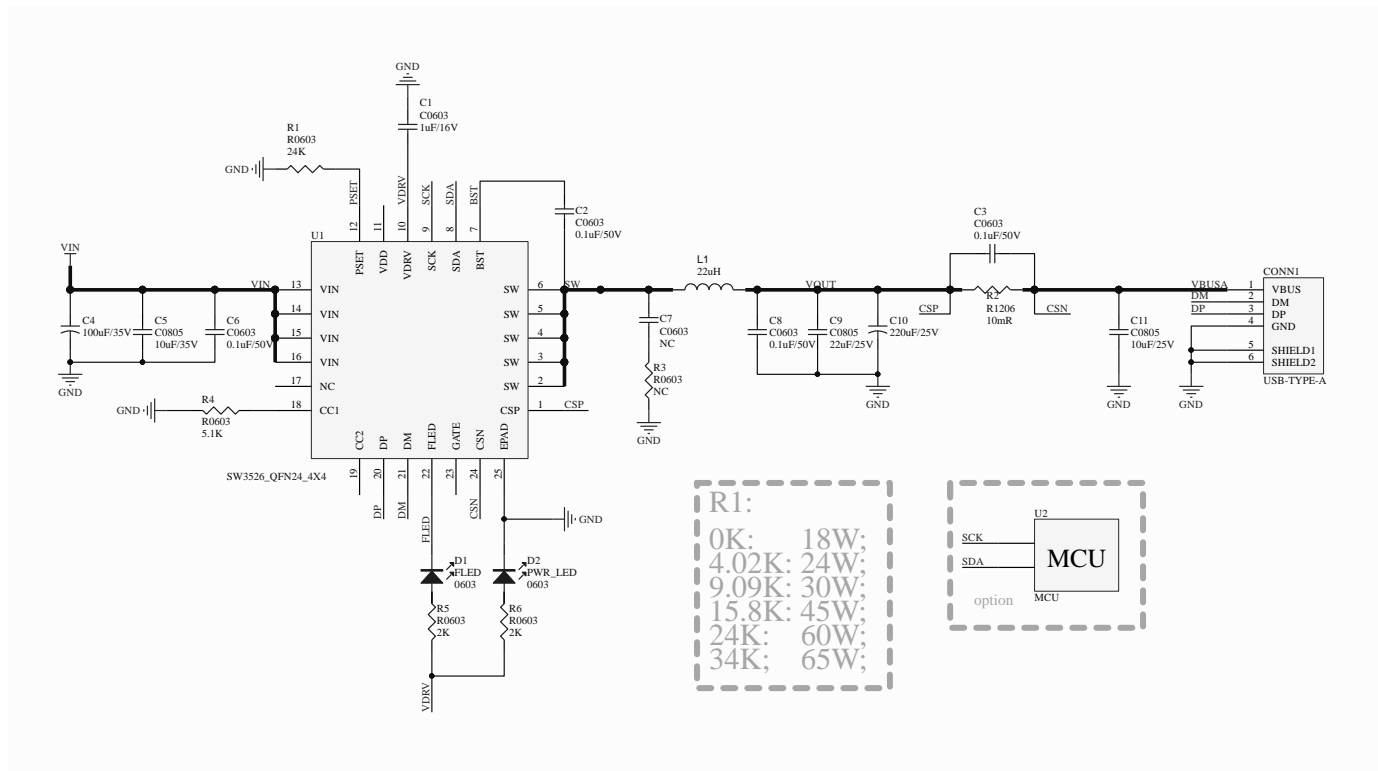 GND
C1
C0603
1uF/16V
R1
R0603
24K
GND
PSET
VDRV
SCK
SDA
BST
12
11
10
9
8
7
C2
C0603
0.1uF/50V
U1
PSET
VDD
VDRV
SCK
SDA
BST
VIN
VIN
13
VIN
14
VIN
15
VIN
16
VIN
17
NC
18
CC1
SW
6
SW
SW
5
SW
4
SW
3
SW
2
CSP
1
CSP
C4
100uF/35V
C5
C0805
10uF/35V
C6
C0603
0.1uF/50V
GND
GND
R4
R0603
5.1K
CC2
DP
DM
FLED
GATE
CSN
EPAD
SW3526_QFN24_4X4
19
20
21
22
23
24
25
DP
DM
FLED
CSN
GND
D1
FLED
0603
D2
PWR_LED
0603
R5
R0603
2K
R6
R0603
2K
VDRV
C7
C0603
NC
R3
R0603
NC
GND
L1
22uH
VOUT
C8
C0603
0.1uF/50V
C9
C0805
22uF/25V
C10
220uF/25V
GND
C3
C0603
0.1uF/50V
CSP
R2
R1206
10mR
CSN
C11
C0805
10uF/25V
GND
CONN1
VBUSA
1
VBUS
DM
2
DM
DP
3
DP
4
GND
5
SHIELD1
6
SHIELD2
USB-TYPE-A
GND
R1:
0K: 18W;
4.02K: 24W;
9.09K: 30W;
15.8K: 45W;
24K: 60W;
34K; 65W;
U2
SCK
SDA
MCU
MCU
option